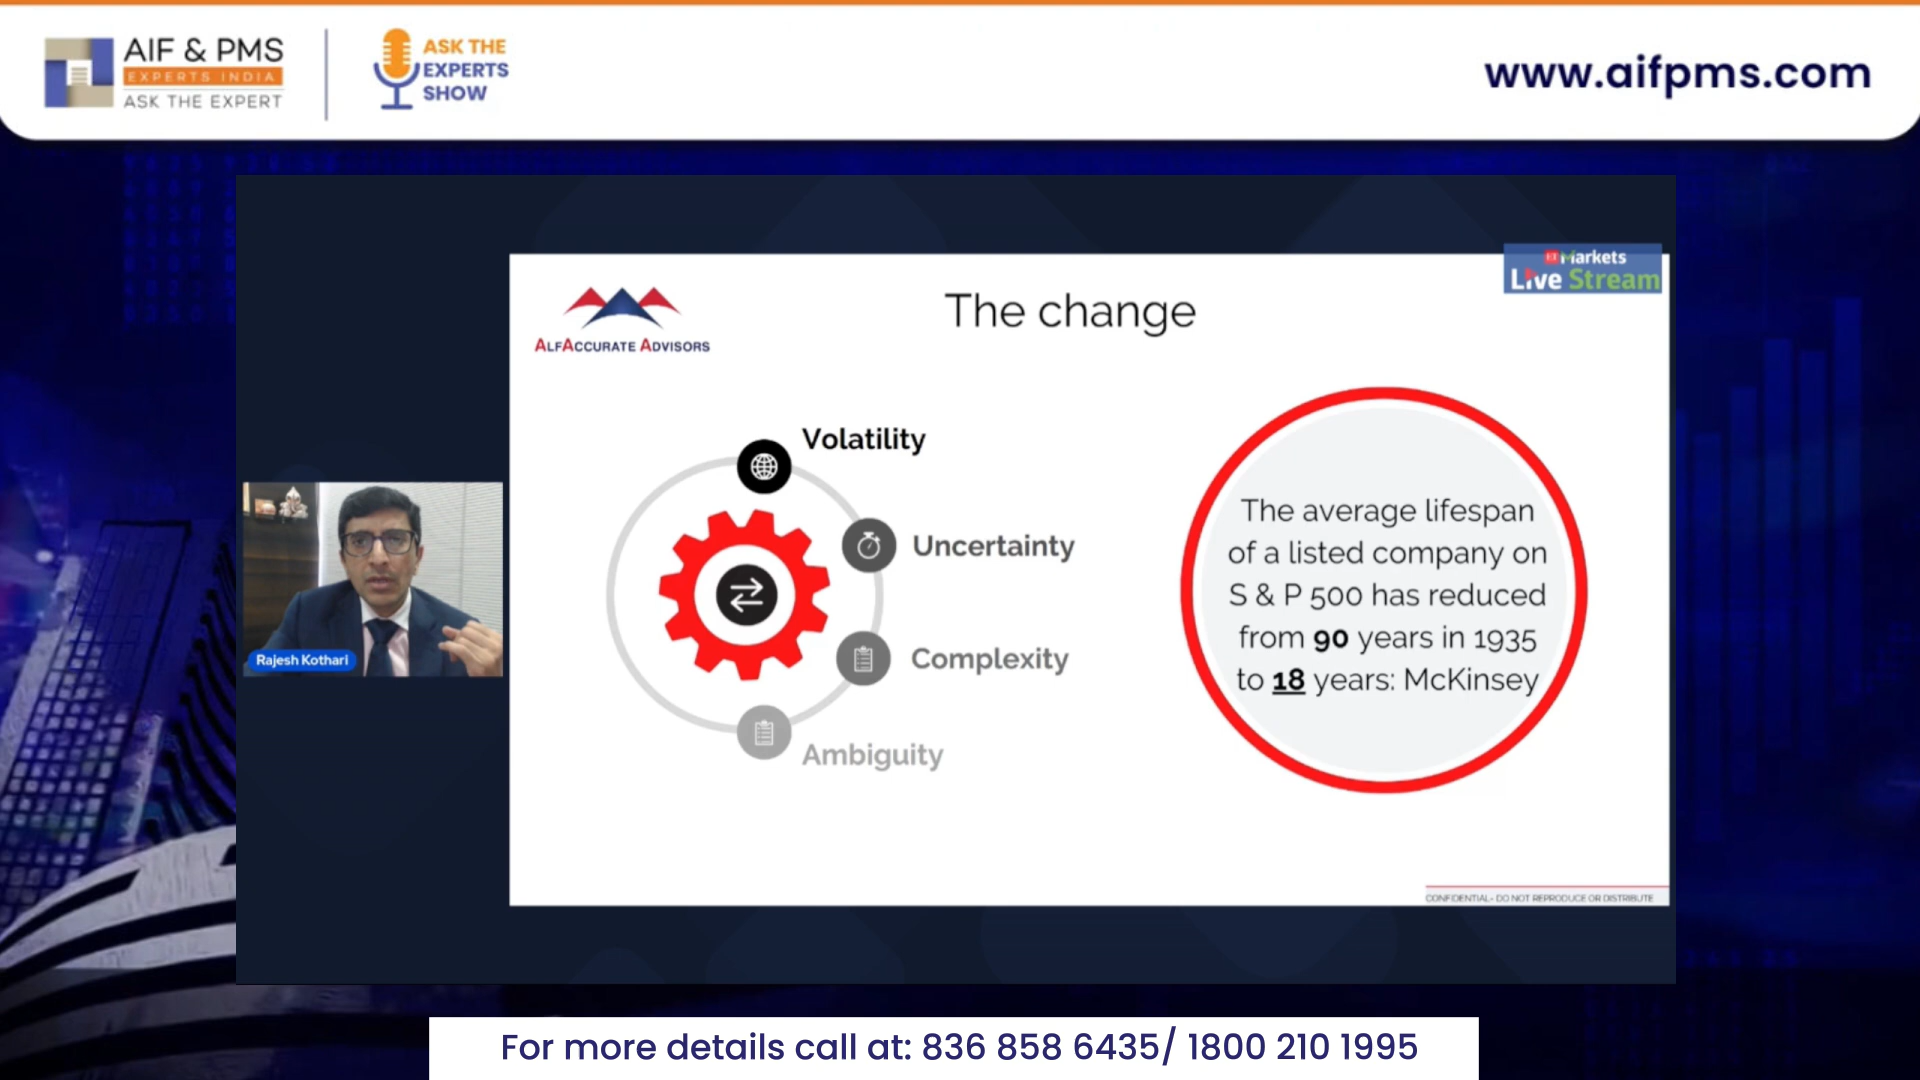 AIF & PMS
EXPERTS INDIA
ASK THE EXPERT
ASK THE
EXPERTS
SHOW
www.aifpms.com
ET Markets
Live Stream
ALFACCURATE ADVISORS
The change
Volatility
Uncertainty
Complexity
Ambiguity
The average lifespan
of a listed company on
S & P 500 has reduced
from 90 years in 1935
to 18 years: McKinsey
Rajesh Kothari
CONFIDENTIAL- DO NOT REPRODUCE OR DISTRIBUTE
For more details call at: 836 858 6435/ 1800 210 1995